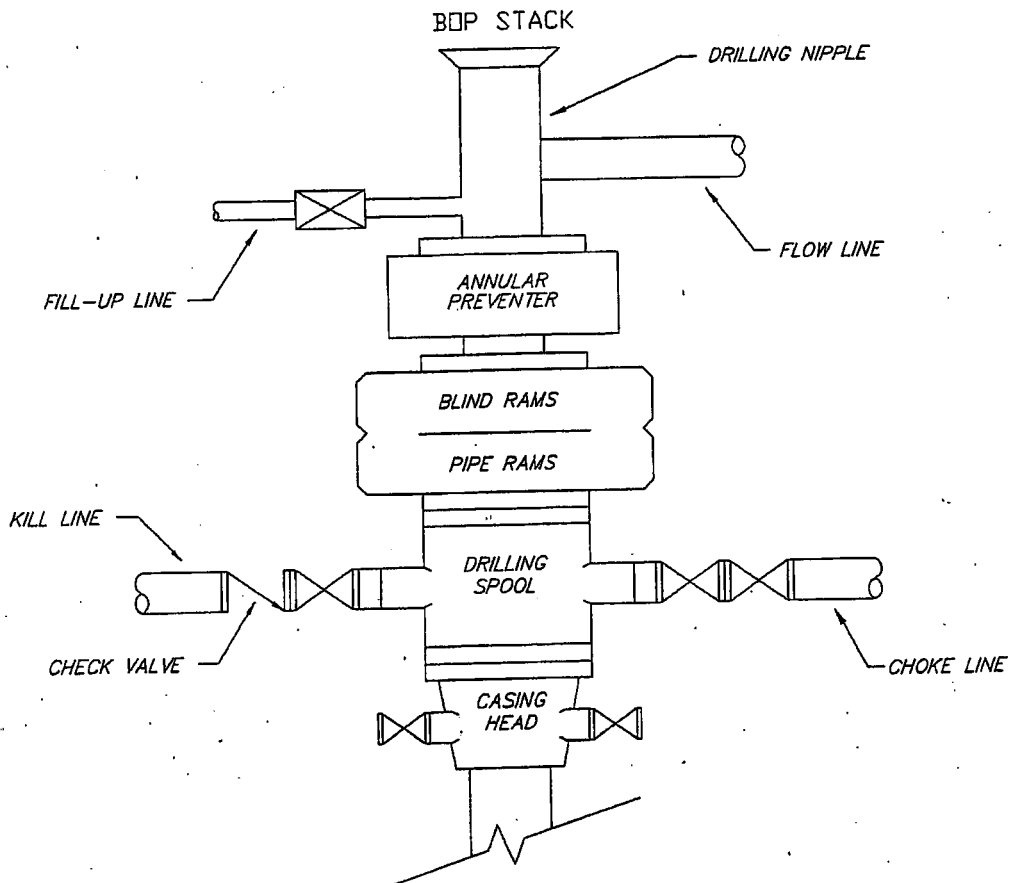 BOP STACK
DRILLING NIPPLE
FLOW LINE
FILL-UP LINE
ANNULAR
PREVENTER
BLIND RAMS
PIPE RAMS
KILL LINE
DRILLING
SPOOL
CHECK VALVE
CHOKE LINE
CASING
HEAD